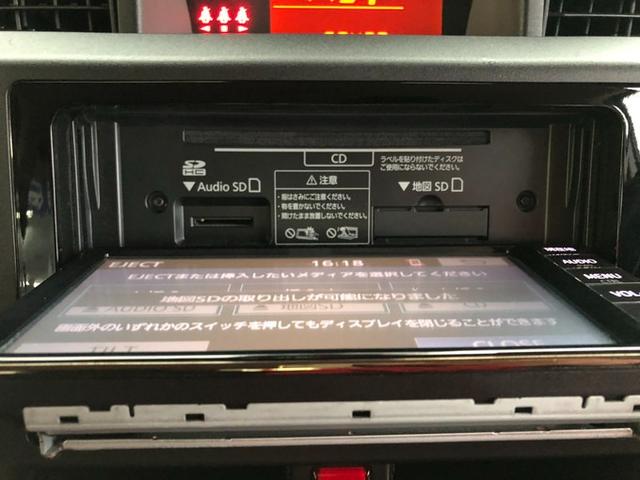 CD
ラベルを貼り付けたディスクは
ご使用にならないでください。
SD
HC
▼Audio SD
⚠注意
・指はさみにご注意ください。
・物を置かないでください。
・開けたまま放置しないでください。
▼地図 SD
EJECT
16:18
EJECTまたは挿入したいメディアを選択してください
地図SDの取り出しが可能になりました
画面外のいずれかのスイッチを押してもディスプレイを閉じることができます
TILT
CLOSE
現在地
AUDIO
MENU
VOL